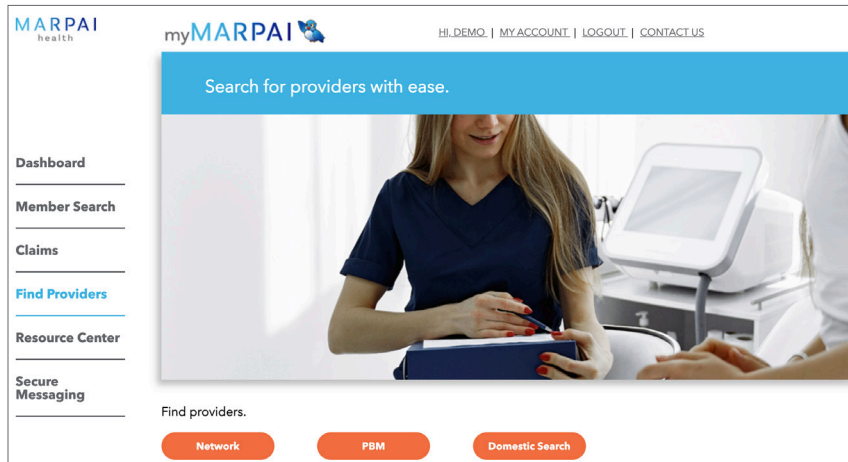 MARPAI
health
myMARPAI
HI, DEMO | MY ACCOUNT | LOGOUT | CONTACT US
Search for providers with ease.
Dashboard
Member Search
Claims
Find Providers
Resource Center
Secure
Messaging
Find providers.
Network
PBM
Domestic Search